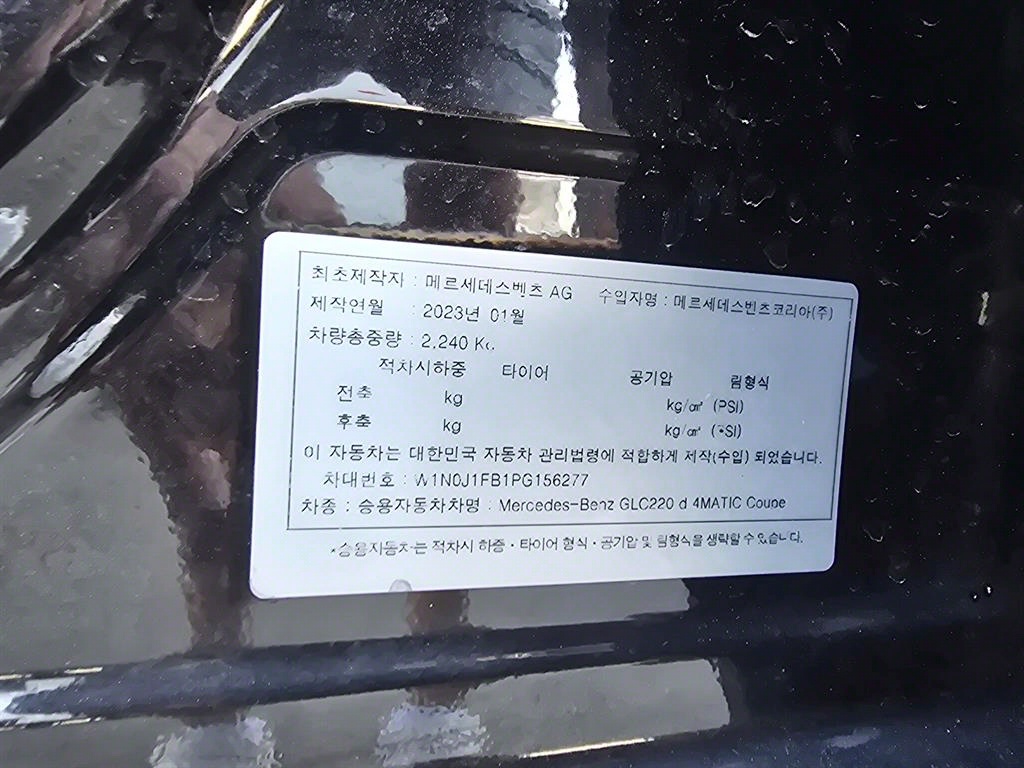 최초제작자 : 메르세데스벤츠 AG 수입자명 : 메르세데스벤츠코리아(주)
제작연월 : 2023년 01월
차량총중량 : 2,240 Kg
적차시하중 타이어 공기압 림형식
전축 kg kg/㎠ (PSI)
후축 kg kg/㎠ (PSI)
이 자동차는 대한민국 자동차 관리법령에 적합하게 제작(수입) 되었습니다.
차대번호 : W1N0J1FB1PG156277
차종 : 승용자동차차명 : Mercedes-Benz GLC220 d 4MATIC Coupe
*승용자동차는 적차시 하중·타이어 형식·공기압 및 림형식을 생략할 수 있습니다.